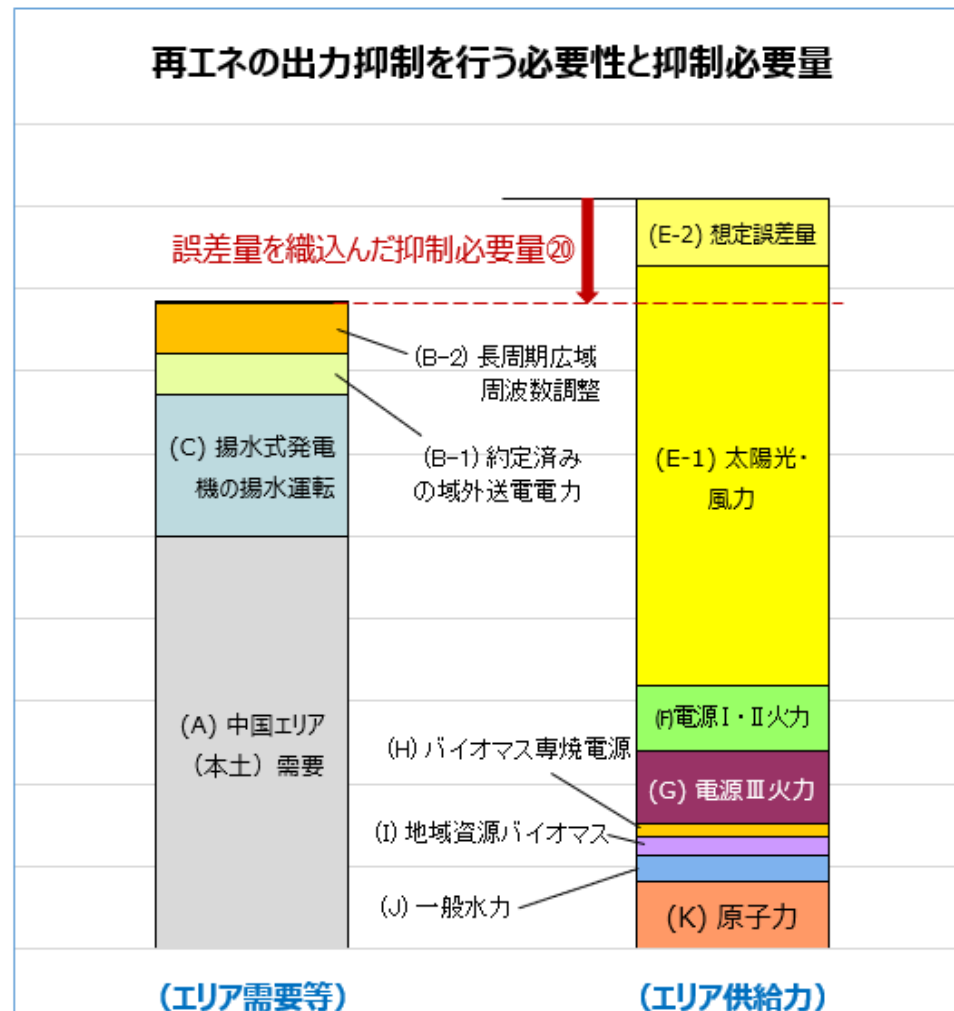 再エネの出力抑制を行う必要性と抑制必要量
(E-2) 想定誤差量
誤差量を織込んだ抑制必要量⑳
(B-2) 長周期広域
周波数調整
(C) 揚水式発電
機の揚水運転
(B-1) 約定済み
の域外送電電力
(E-1) 太陽光・
風力
(A) 中国エリア
（本土）需要
(F)電源Ⅰ・Ⅱ火力
(H) バイオマス専焼電源
(G) 電源Ⅲ火力
(I) 地域資源バイオマス
(J) 一般水力
(K) 原子力
（エリア需要等）
（エリア供給力）